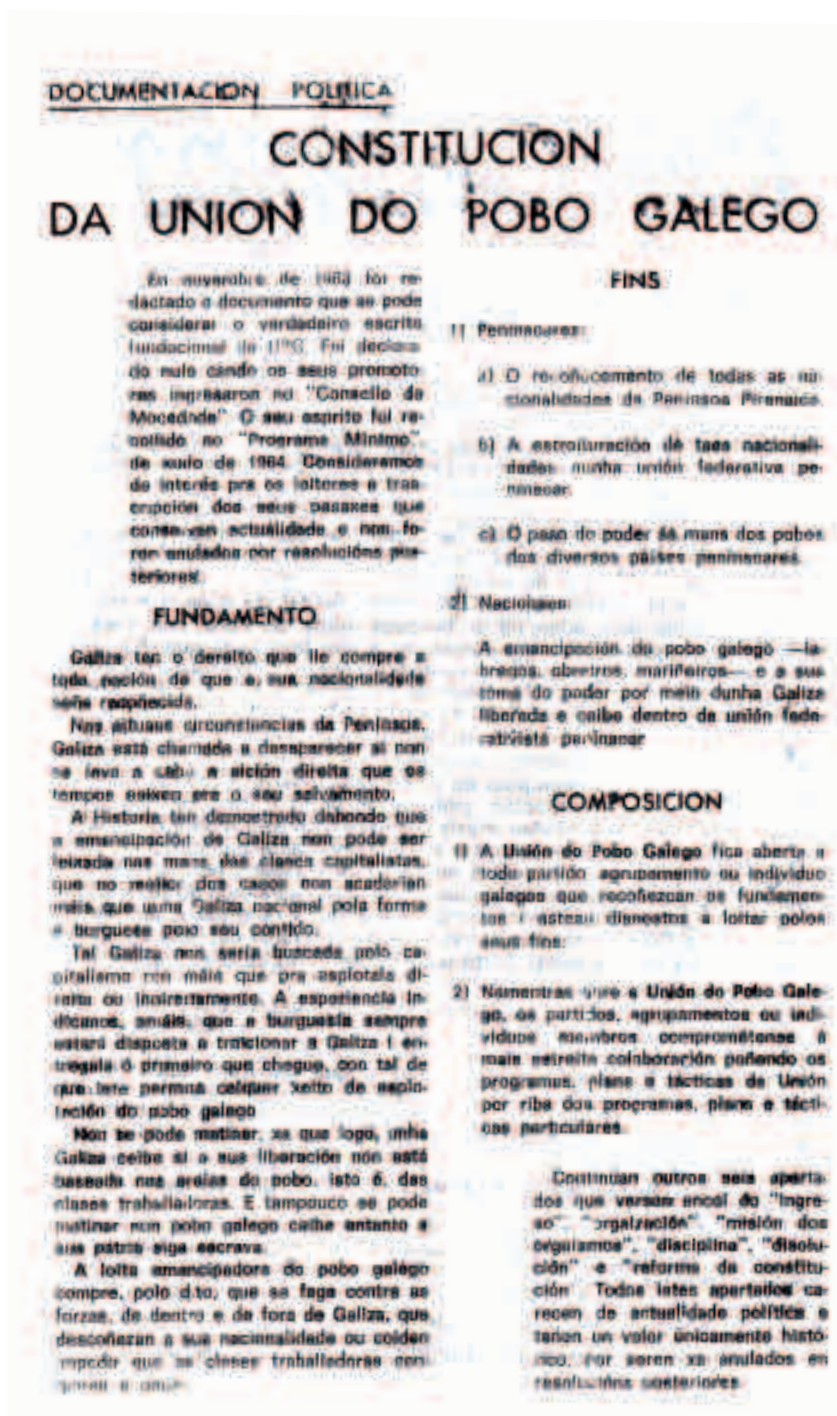 DOCUMENTACION POLITICA
CONSTITUCION
DA UNION DO POBO GALEGO
En novembre de 1963 foi re-
dactado o documento que se pode
considerar o verdadeiro escrito
fundacional da UPG. Foi declara-
do nulo cando os seus promoto-
res ingresaron no "Consello da
Mocedade". O seu esprito fui re-
collido no "Programa Mínimo",
de xullo de 1964. Consideramos
de interés pra os leitores a tras-
cripción dos seus pasaxes que
conservan actualidade e non fo-
ron anulados por resolucións pos-
teriores.
FUNDAMENTO
Galiza ten o dereito que lle compre a
toda nación de que a sua nacionalidade
seña recoñecida.
Nas actuaes circunstancias da Peninsoa,
Galiza está chamada a desaparecer si non
se leva a cabo a aición direita que os
tempos esixen pra o seu salvamento.
A Historia ten demostrado dabondo que
a emancipación de Galiza non pode ser
leixada nas mans das clases capitalistas,
que no mellor dos casos non acadarían
máis que unha Galiza nacional pola forma
e burguesa polo seu contido.
Tal Galiza non sería buscada polo ca-
pitalismo non máis que pra esplotala di-
reita ou indireitamente. A esperiencia in-
dícanos, amáis, que a burguesía sempre
estará disposta a traicionar a Galiza i en-
tregala ó primeiro que chegue, con tal de
que iste permita calquer xeito de esplo-
tación do pobo galego
Non se pode matinar, xa que logo, unha
Galiza ceibe si a sua liberación non está
baseada nas areias do pobo, isto é, das
clases traballadoras. E tampouco se pode
matinar nun pobo galego ceibe entanto a
sua patria siga escrava.
A loita emancipadora do pobo galego
compre, polo dito, que se faga contra as
forzas, de dentro e de fora de Galiza, que
descoñezan a sua nacionalidade ou coiden
impedir que as clases traballadoras
FINS
1) Peninsoares:
a) O recoñecemento de todas as na-
cionalidades da Peninsoa Pirenaica.
b) A estroituración de taes nacionali-
dades nunha unión federativa pe-
ninsoar.
c) O paso do poder ás mans dos pobos
dos diversos países peninsoares.
2) Nacionaes:
A emancipación do pobo galego —la-
bregos, obreiros, mariñeiros— e a sua
toma do poder por meio dunha Galiza
liberada e ceibe dentro da unión fede-
rativista peninsoar
COMPOSICION
1) A Unión do Pobo Galego fica aberta a
todo partido agrupamento ou individuo
galegos que recoñezcan os fundamen-
tos i esteau dispostos a loitar polos
seus fins.
2) Namentras vive a Unión do Pobo Gale-
go, os partidos, agrupamentos ou indi-
viduos membros comprométense á
mais estreita colaboración poñendo os
programas, plans e tácticas da Unión
por riba dos programas, plans e tácti-
cas particulares.
Continúan outros seis aparta-
dos que versan encol do "ingre-
so", "orgaización", "misión dos
orgaismos", "disciplina", "disolu-
ción" e "reforma da constitu-
ción". Todos istes apartados ca-
recen de actualidade política e
teñen un valor únicamente histó-
rico, por seren xa anulados en
resolucións posteriores.